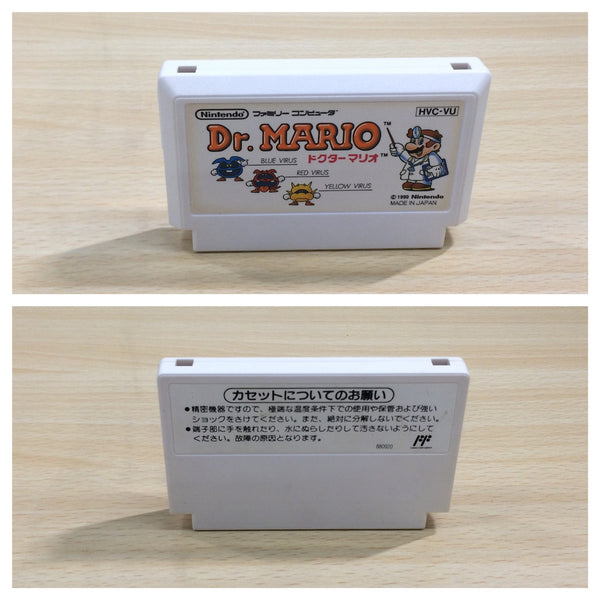 Nintendo ファミリー コンピュータ™
HVC-VU
Dr. MARIO™
ドクターマリオ™
BLUE VIRUS
RED VIRUS
YELLOW VIRUS
© 1990 Nintendo
MADE IN JAPAN
カセットについてのお願い
●精密機器ですので、極端な温度条件下での使用や保管および強い
ショックをさけてください。また、絶対に分解しないでください。
●端子部に手を触れたり、水にぬらしたりして汚さないようにして
ください。故障の原因となります。
880920